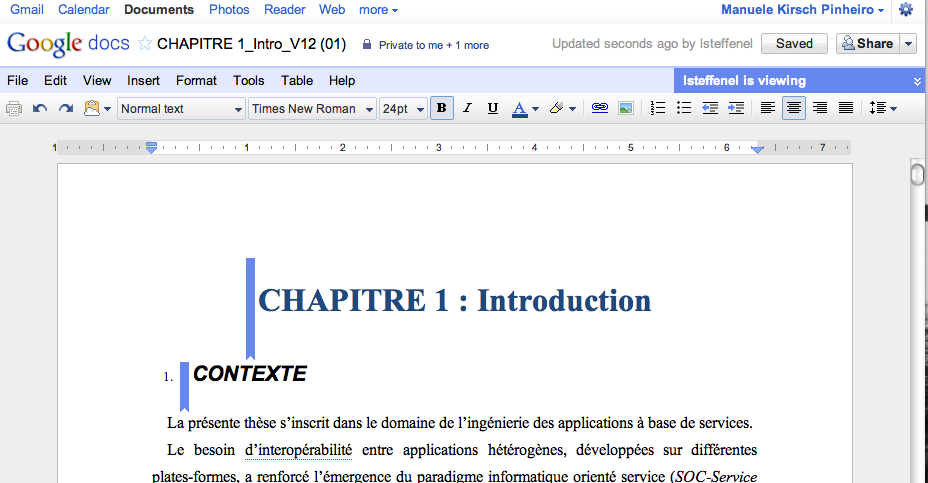 Gmail Calendar Documents Photos Reader Web more Manuele Kirsch Pinheiro
Google docs CHAPITRE 1_Intro_V12 (01) Private to me + 1 more Updated seconds ago by lsteffenel Saved Share
File Edit View Insert Format Tools Table Help lsteffenel is viewing
Normal text Times New Roman 24pt B I U A
1 1 2 3 4 5 6 7
CHAPITRE 1 : Introduction
1. CONTEXTE
La présente thèse s’inscrit dans le domaine de l’ingénierie des applications à base de services.
Le besoin d’interopérabilité entre applications hétérogènes, développées sur différentes
plates-formes, a renforcé l’émergence du paradigme informatique orienté service (SOC-Service